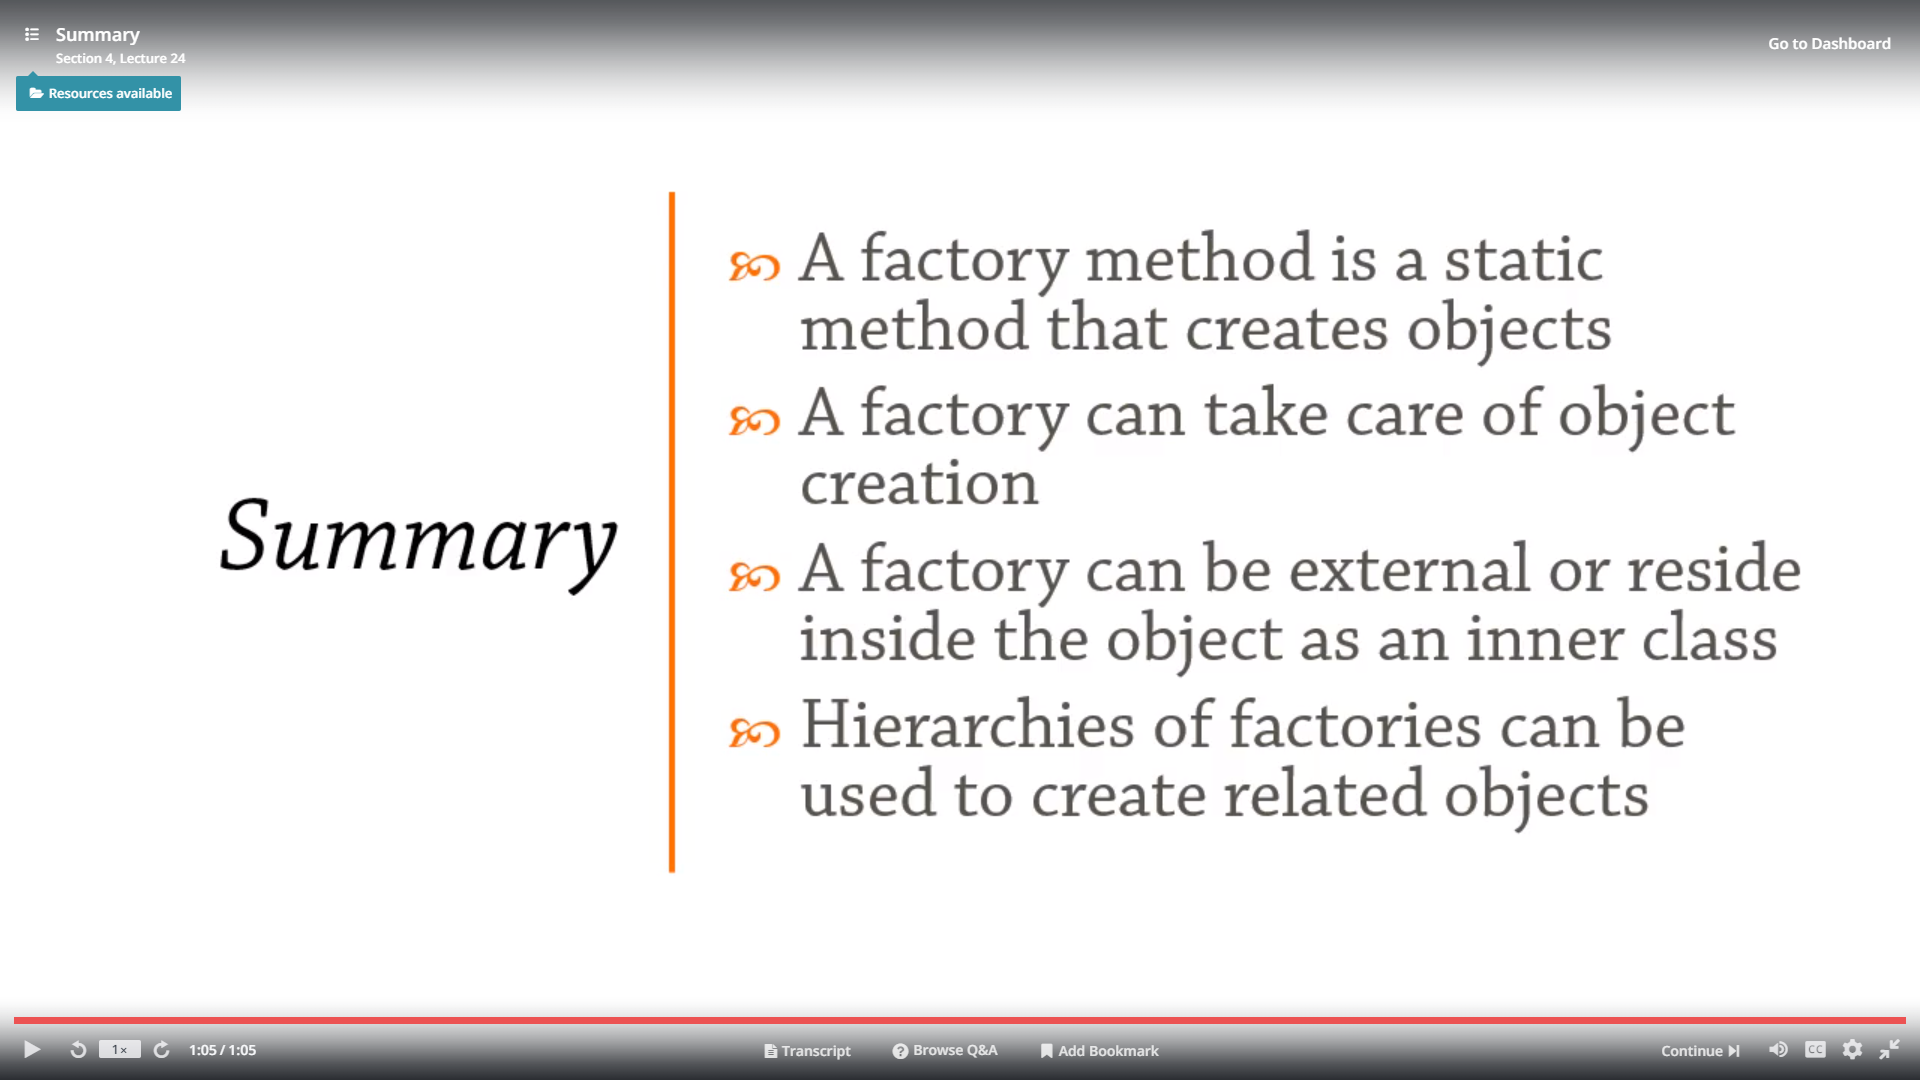 Summary
Section 4, Lecture 24
Go to Dashboard
Resources available
Summary
A factory method is a static
method that creates objects
A factory can take care of object
creation
A factory can be external or reside
inside the object as an inner class
Hierarchies of factories can be
used to create related objects
1×
1:05 / 1:05
Transcript
Browse Q&A
Add Bookmark
Continue
CC